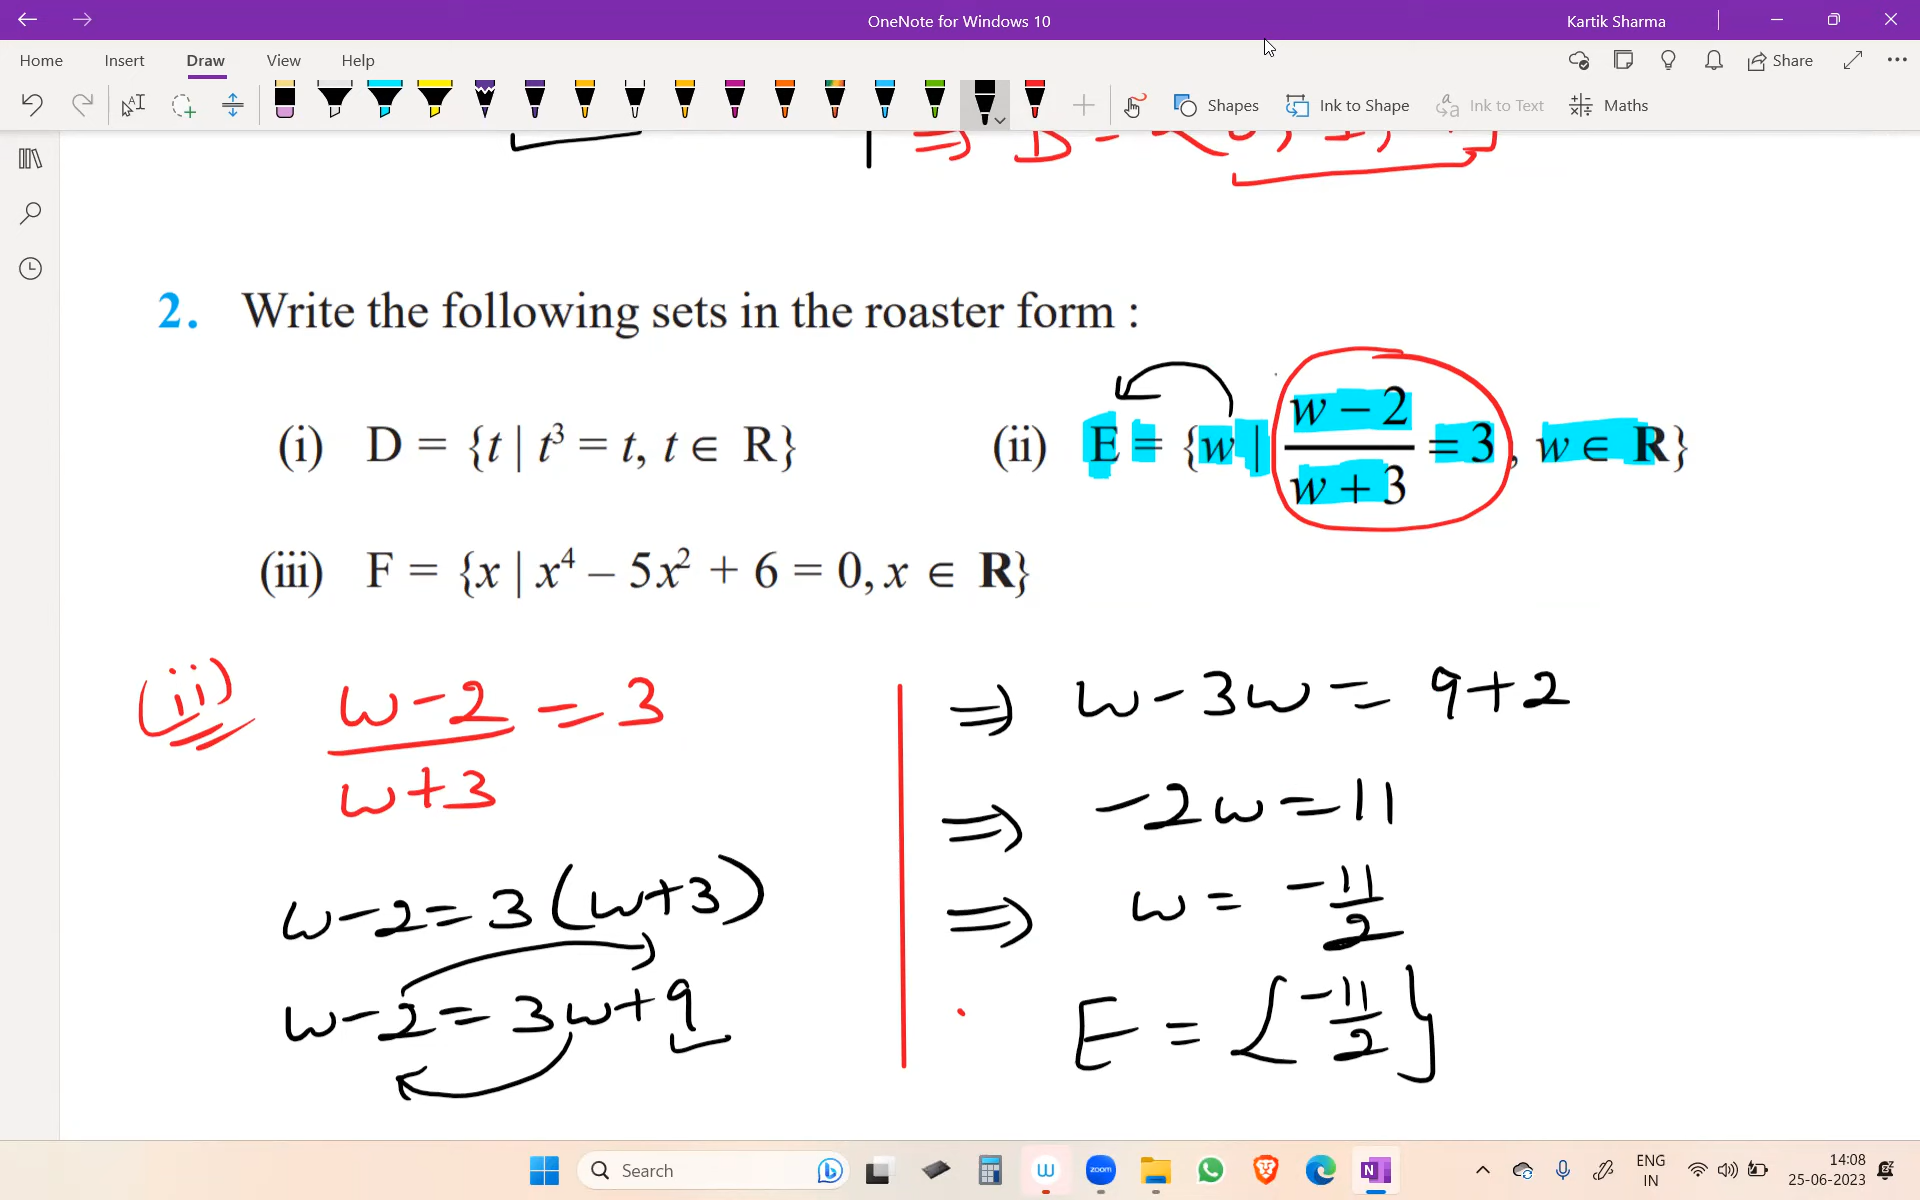 OneNote for Windows 10
Kartik Sharma
Home Insert Draw View Help
Share
Shapes Ink to Shape Ink to Text Maths
⇒ D =
2. Write the following sets in the roaster form :
(i) D = {t | t³ = t, t ∈ R} (ii) E = {w | (w – 2)/(w + 3) = 3, w ∈ R}
(iii) F = {x | x⁴ – 5x² + 6 = 0, x ∈ R}
(ii) (w-2)/(w+3) = 3
w-2=3(w+3)
w-2=3w+9
⇒ w-3w= 9+2
⇒ -2w=11
⇒ w= -11/2
E = {-11/2}
Search
zoom
ENG
IN
14:08
25-06-2023